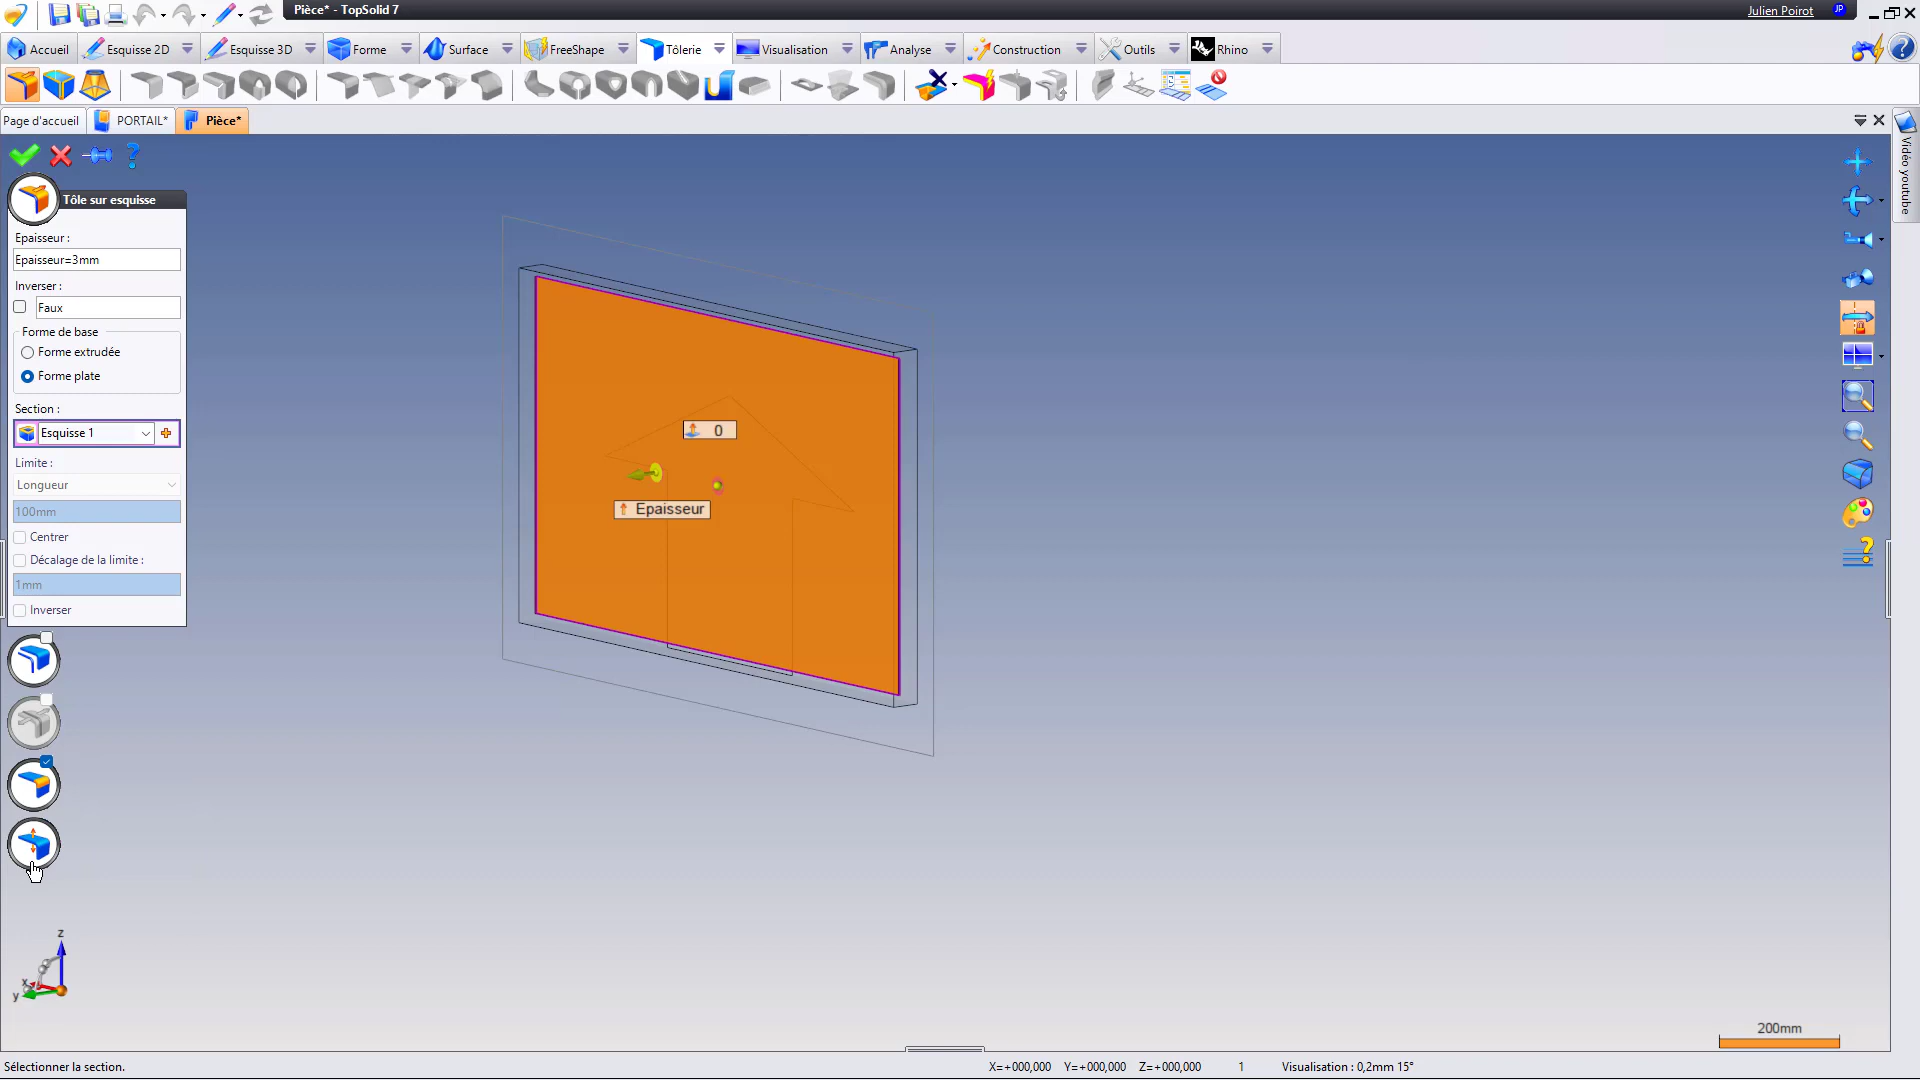 Pièce* - TopSolid 7
Julien Poirot
JP
Accueil
Esquisse 2D
Esquisse 3D
Forme
Surface
FreeShape
Tôlerie
Visualisation
Analyse
Construction
Outils
Rhino
Page d'accueil
PORTAIL*
Pièce*
Vidéo youtube
Tôle sur esquisse
Epaisseur :
Epaisseur=3mm
Inverser :
Faux
Forme de base
Forme extrudée
Forme plate
Section :
Esquisse 1
Limite :
Longueur
100mm
Centrer
Décalage de la limite :
1mm
Inverser
0
Epaisseur
z
x
y
200mm
Sélectionner la section.
X=+000,000 Y=+000,000 Z=+000,000 1 Visualisation : 0,2mm 15°